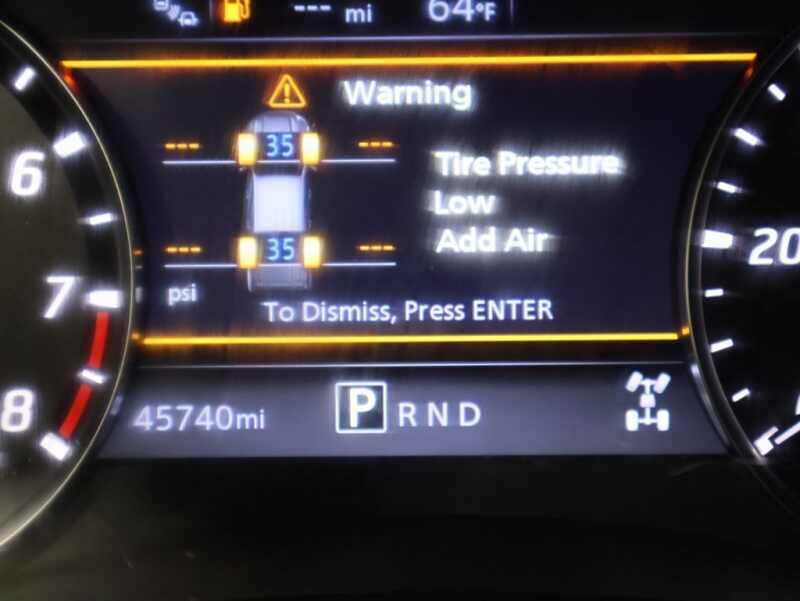 --- mi
64°F
Warning
--- 35 ---
Tire Pressure
Low
Add Air
--- 35 ---
psi
To Dismiss, Press ENTER
45740mi
P R N D
6
7
8
20